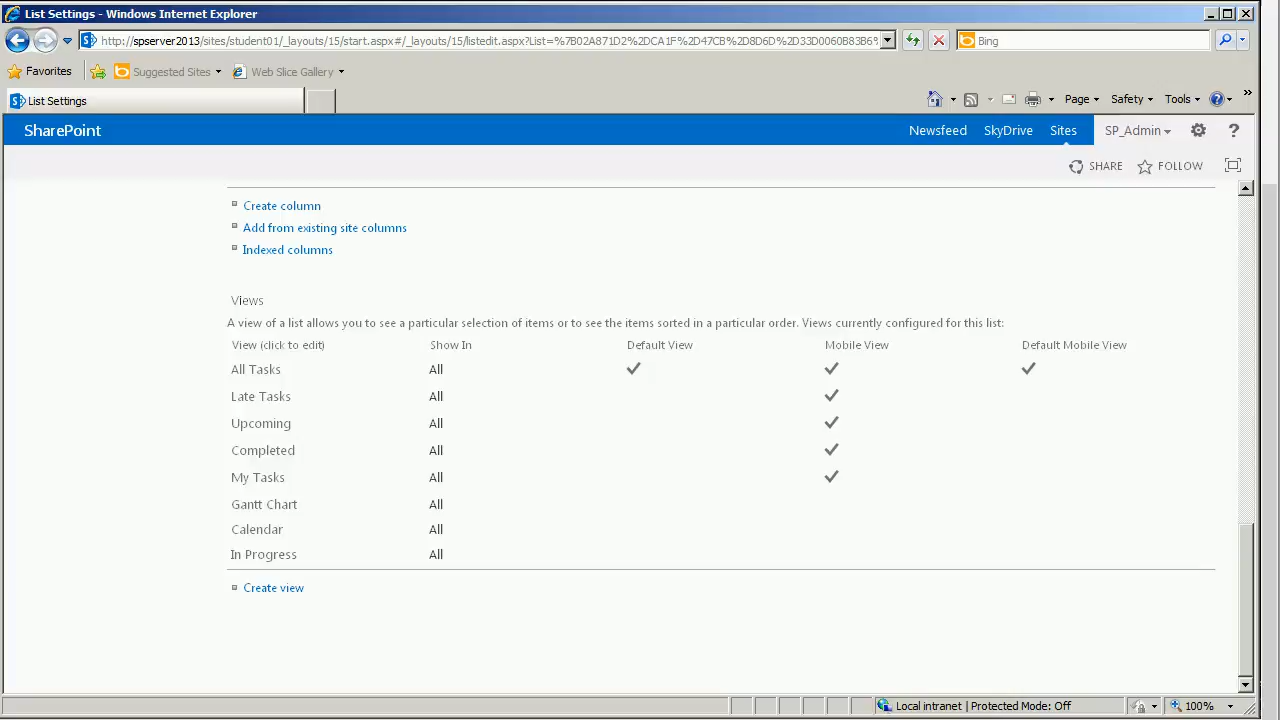 List Settings - Windows Internet Explorer
http://spserver2013/sites/student01/_layouts/15/start.aspx#/_layouts/15/listedit.aspx?List=%7B02A871D2%2DCA1F%2D47CB%2D8D6D%2D33D0060B83B6%
Bing
Favorites Suggested Sites Web Slice Gallery
List Settings
Page Safety Tools »
SharePoint Newsfeed SkyDrive Sites SP_Admin ?
SHARE FOLLOW
Create column
Add from existing site columns
Indexed columns
Views
A view of a list allows you to see a particular selection of items or to see the items sorted in a particular order. Views currently configured for this list:
View (click to edit) Show In Default View Mobile View Default Mobile View
All Tasks All
Late Tasks All
Upcoming All
Completed All
My Tasks All
Gantt Chart All
Calendar All
In Progress All
Create view
Local intranet | Protected Mode: Off 100%